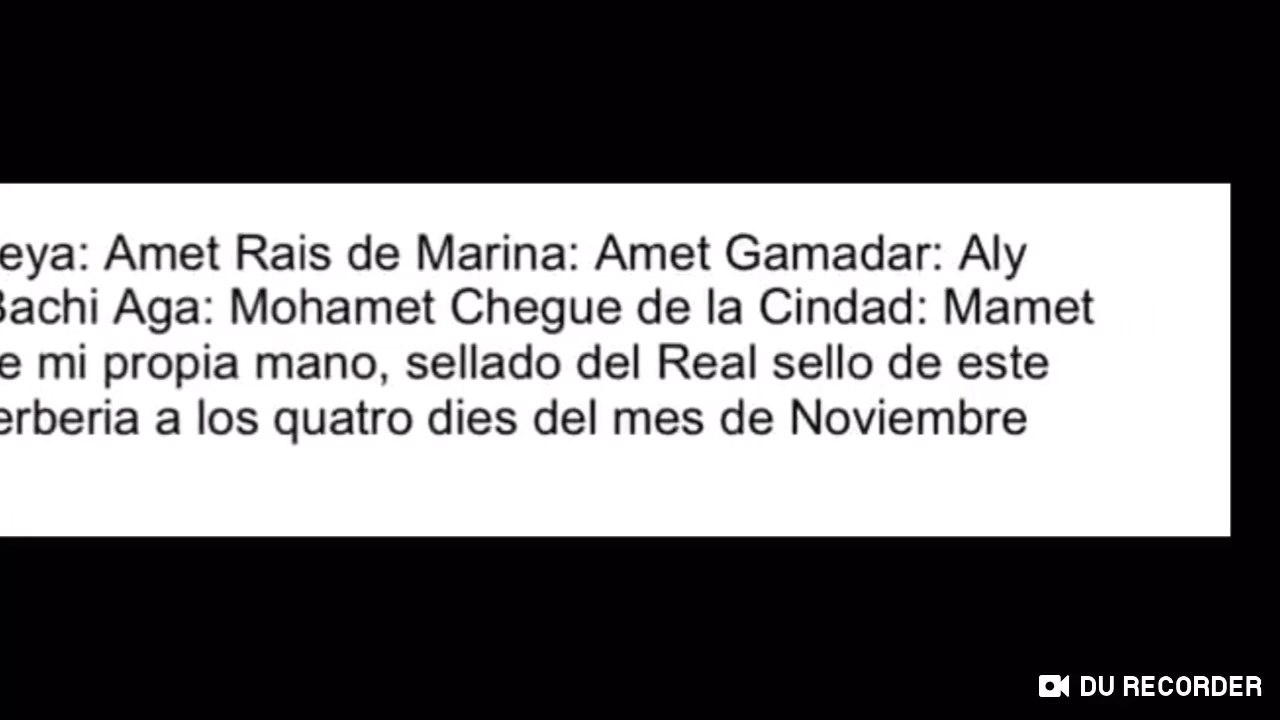 eya: Amet Rais de Marina: Amet Gamadar: Aly
Bachi Aga: Mohamet Chegue de la Cindad: Mamet
e mi propia mano, sellado del Real sello de este
erberia a los quatro dies del mes de Noviembre
DU RECORDER